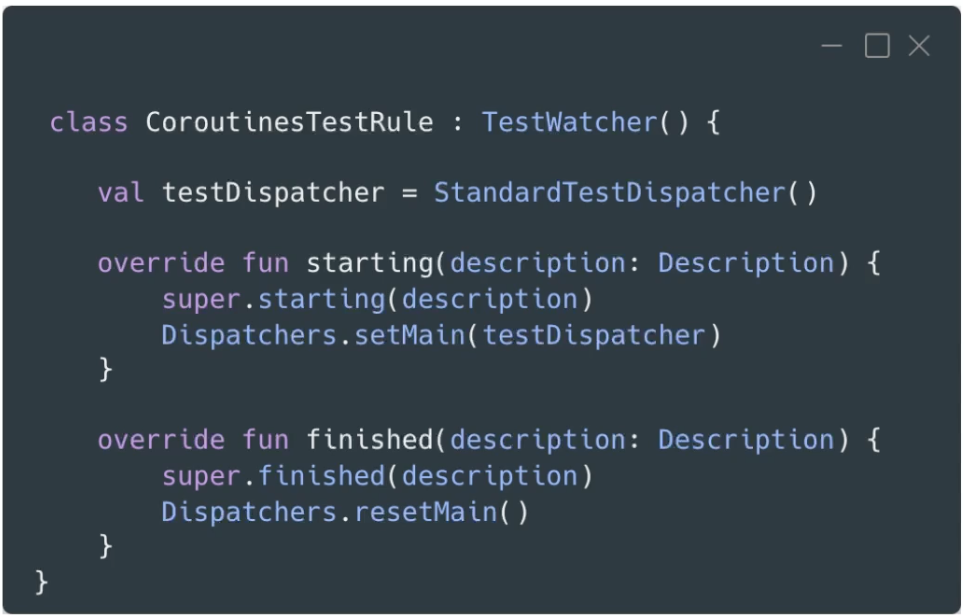 class CoroutinesTestRule : TestWatcher() {
val testDispatcher = StandardTestDispatcher()
override fun starting(description: Description) {
super.starting(description)
Dispatchers.setMain(testDispatcher)
}
override fun finished(description: Description) {
super.finished(description)
Dispatchers.resetMain()
}
}